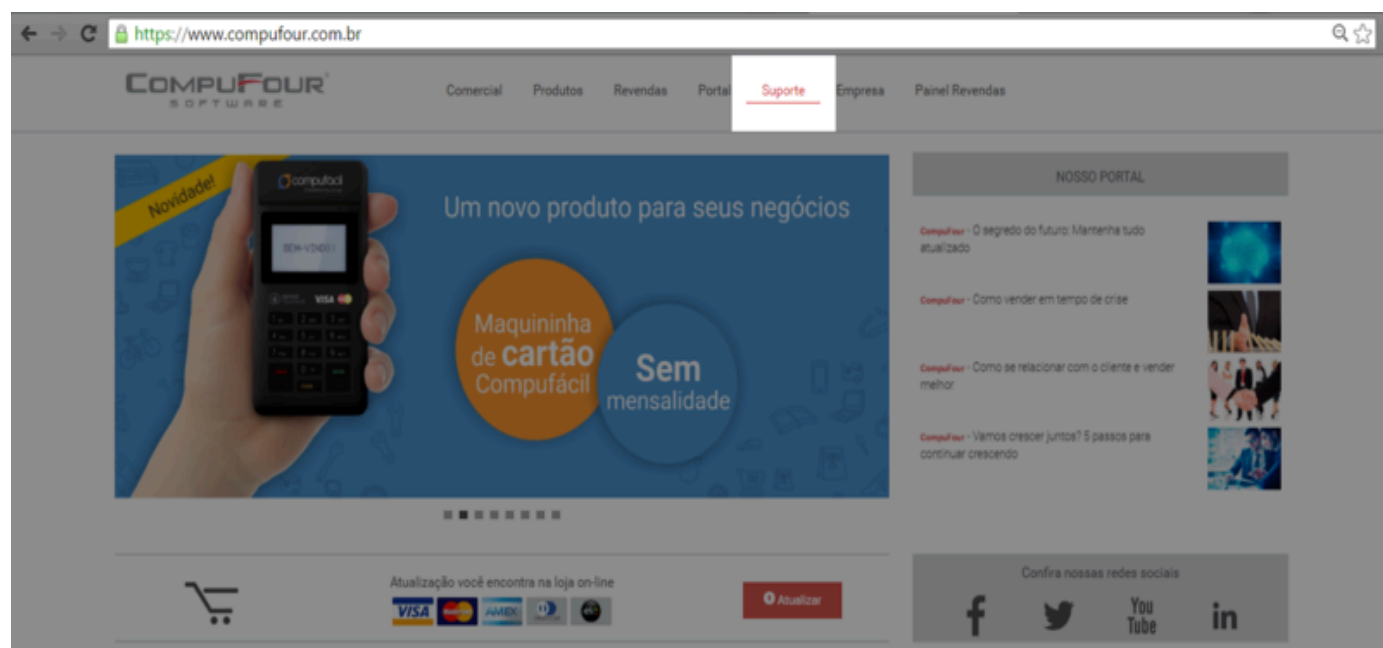 https://www.compufour.com.br
COMPUFOUR
SOFTWARE
Comercial Produtos Revendas Portal Suporte Empresa Painel Revendas
Novidade!
compufacil
BEM-VINDO
VISA
Um novo produto para seus negócios
Maquininha
de cartão
Compufácil
Sem
mensalidade
NOSSO PORTAL
CompuFour - O segredo do futuro: Mantenha tudo
atualizado
CompuFour - Como vender em tempo de crise
CompuFour - Como se relacionar com o cliente e vender
melhor
CompuFour - Vamos crescer juntos? 5 passos para
continuar crescendo
Atualização você encontra na loja on-line
VISA AMEX
Atualizar
Confira nossas redes sociais
f You
Tube in